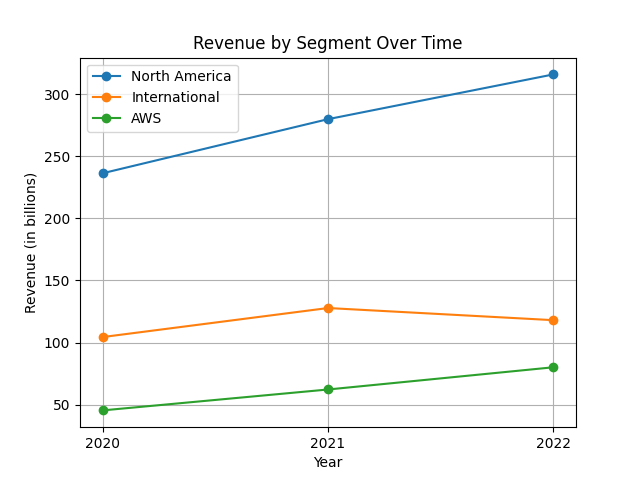 Revenue by Segment Over Time
North America
International
AWS
Revenue (in billions)
300
250
200
150
100
50
2020 2021 2022
Year